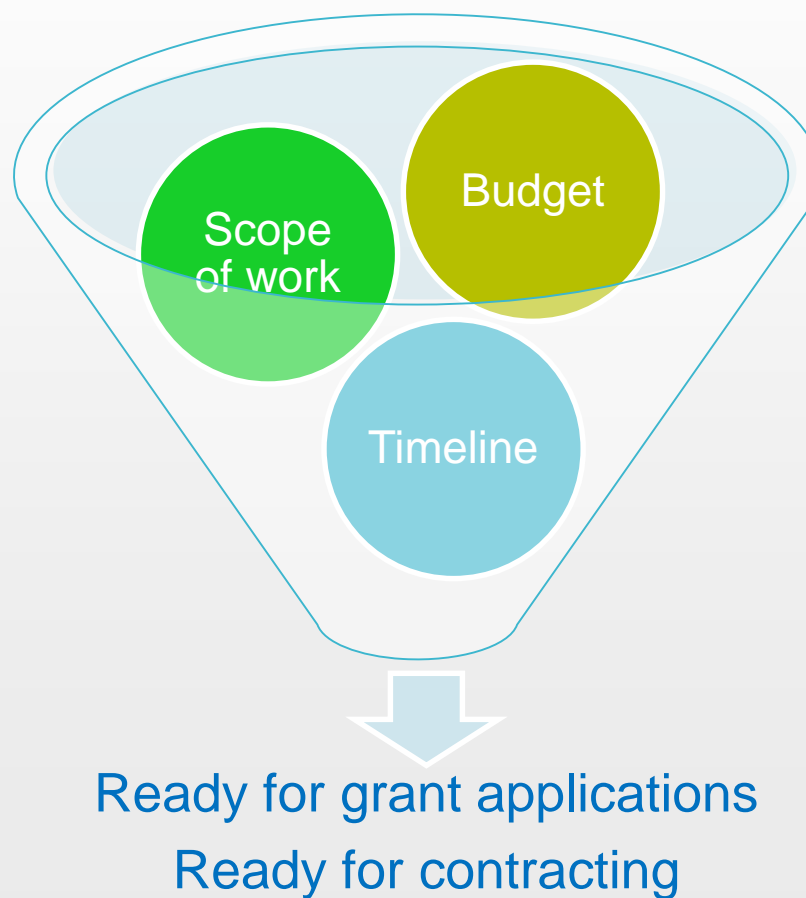 Budget
Scope
of work
Timeline
Ready for grant applications
Ready for contracting